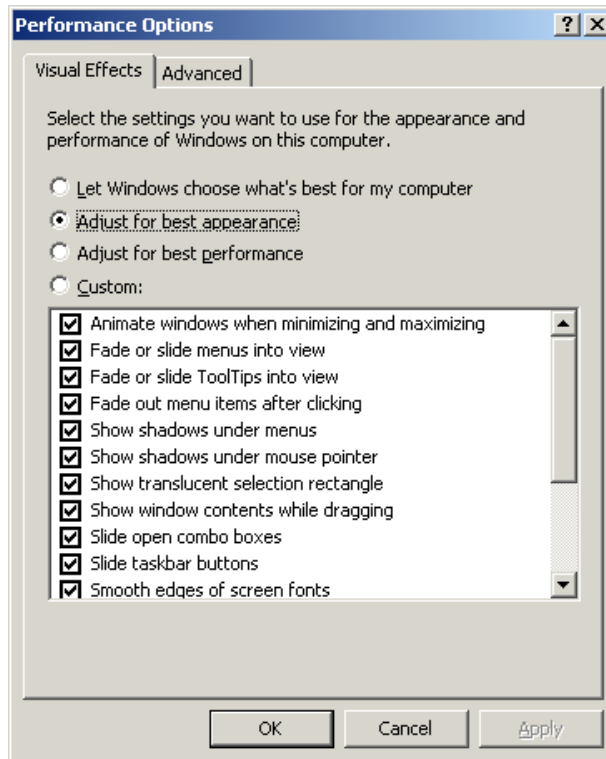 Performance Options
Visual Effects
Advanced
Select the settings you want to use for the appearance and
performance of Windows on this computer.
Let Windows choose what's best for my computer
Adjust for best appearance
Adjust for best performance
Custom:
Animate windows when minimizing and maximizing
Fade or slide menus into view
Fade or slide ToolTips into view
Fade out menu items after clicking
Show shadows under menus
Show shadows under mouse pointer
Show translucent selection rectangle
Show window contents while dragging
Slide open combo boxes
Slide taskbar buttons
Smooth edges of screen fonts
OK
Cancel
Apply